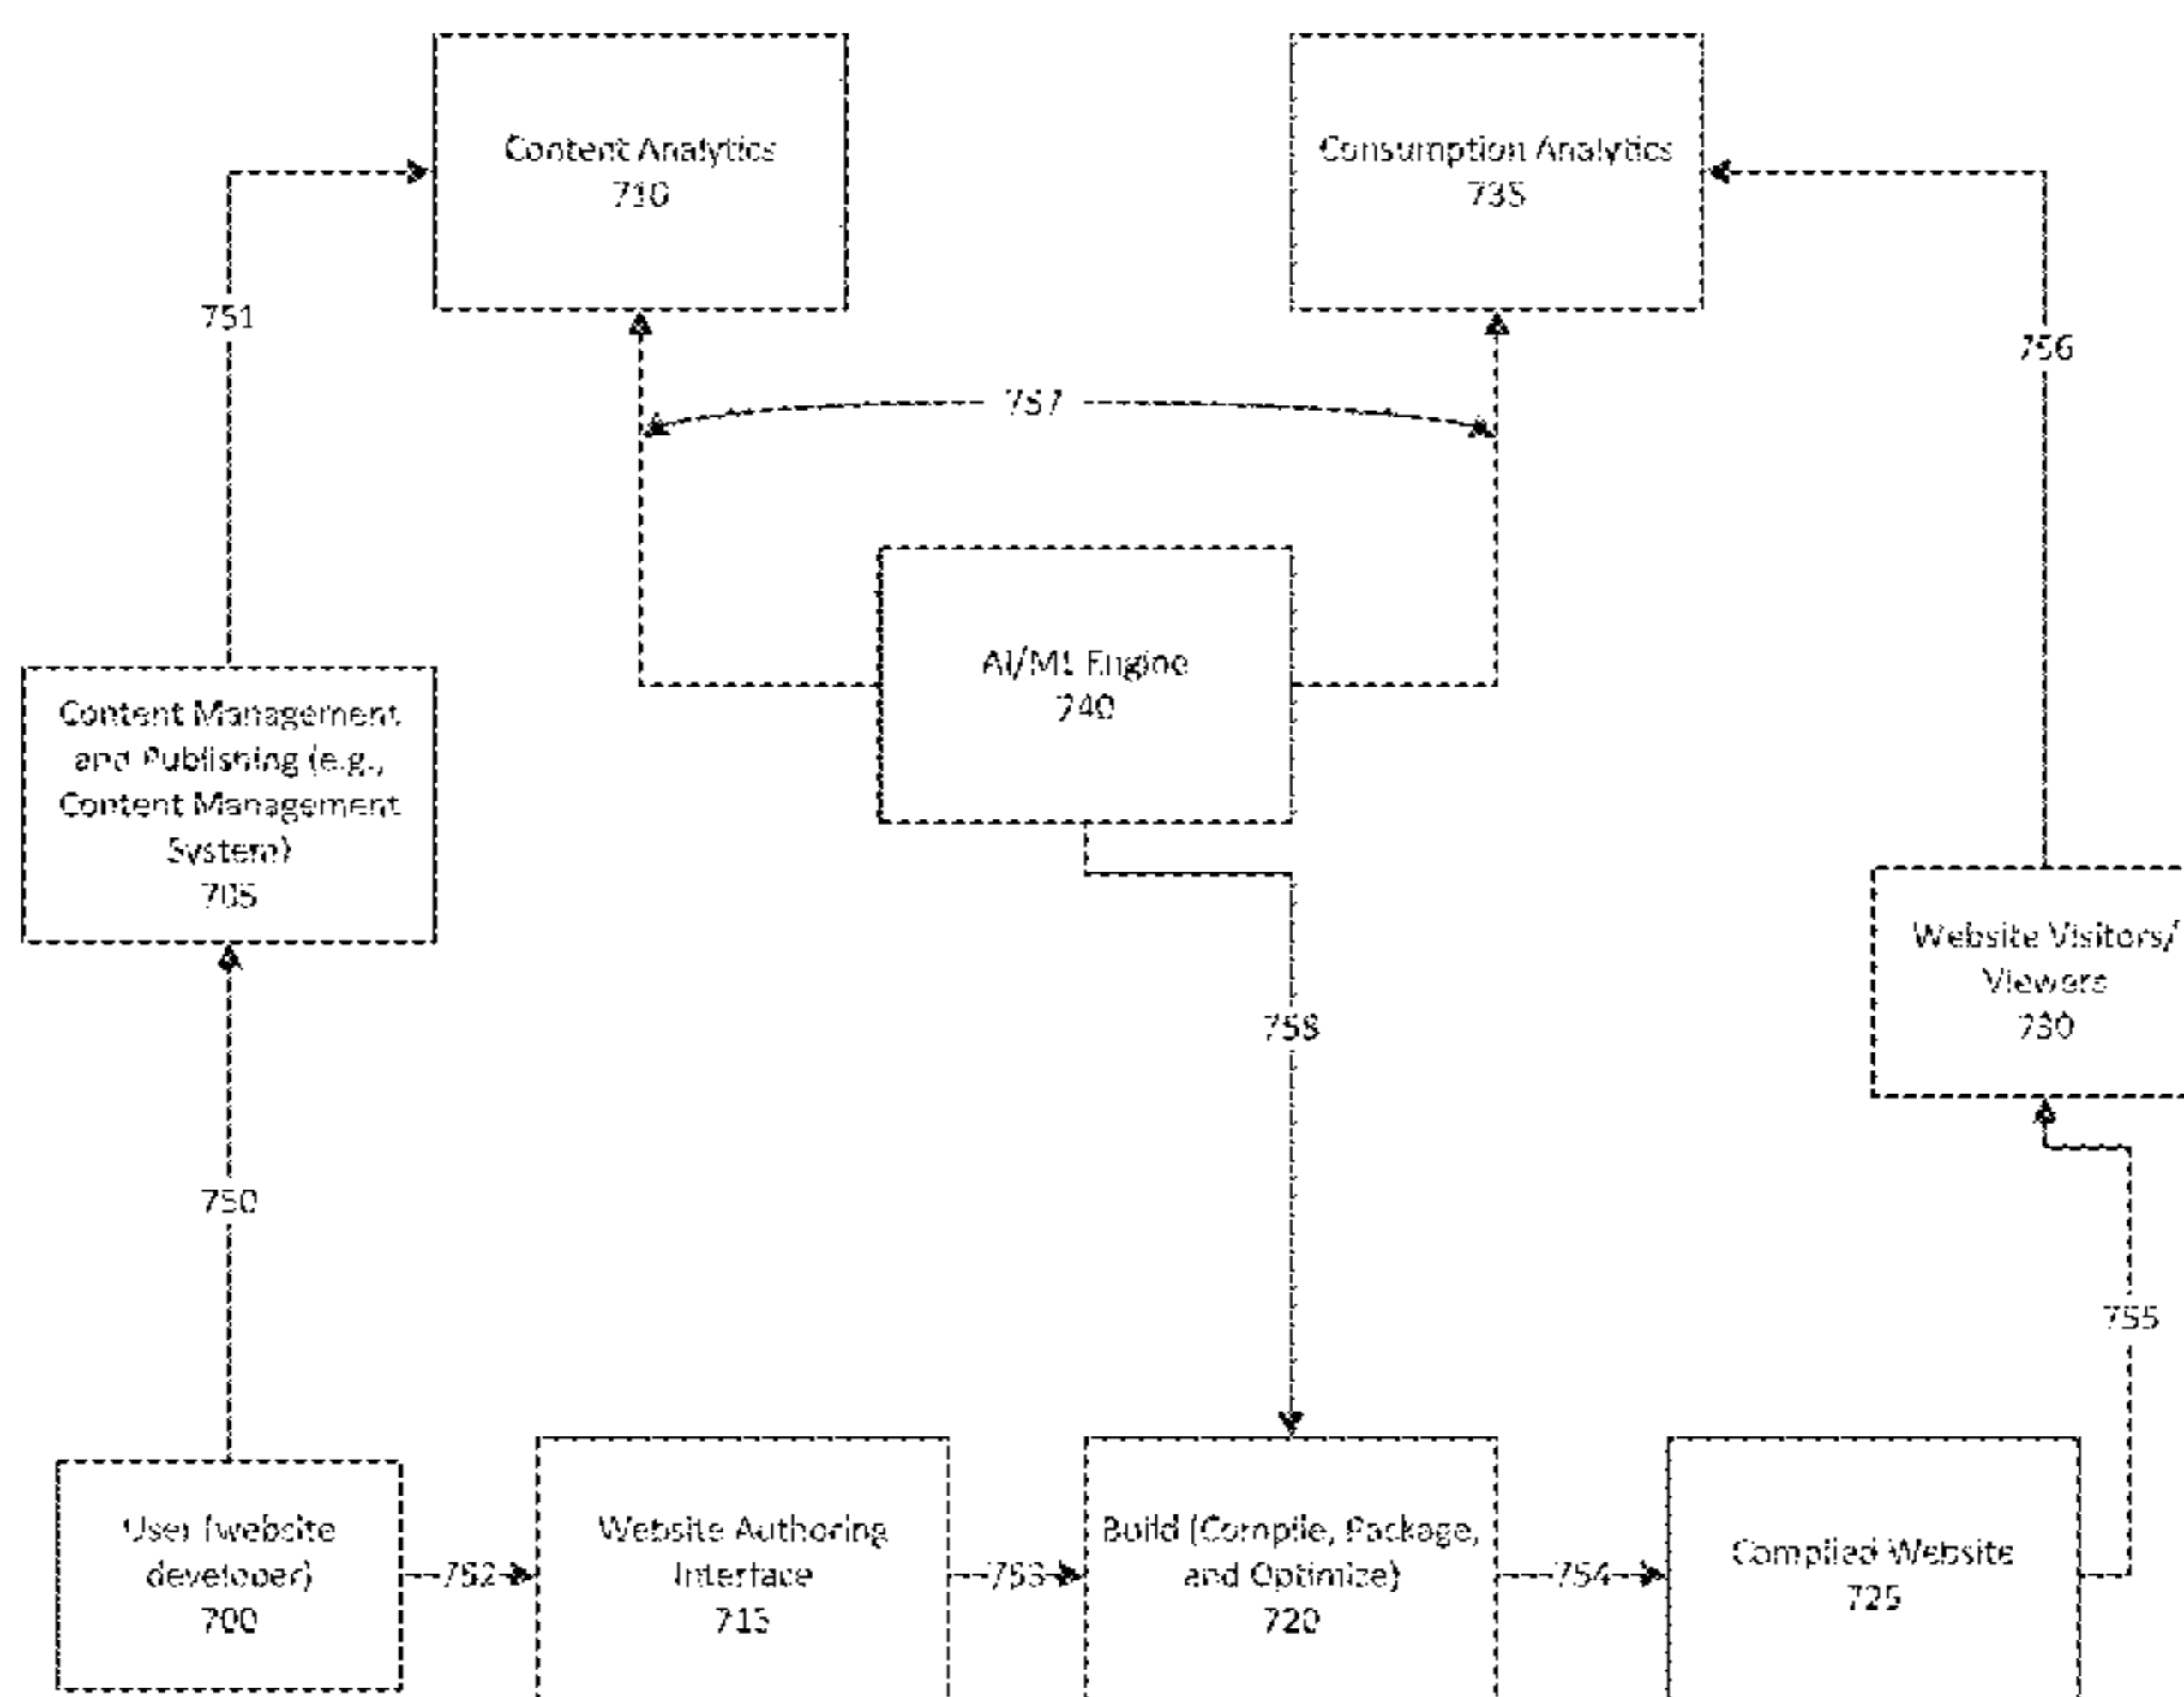 Content Analytics
710
Consumption Analytics
735
751
756
757
AI/ML Engine
740
Content Management
and Publishing (e.g.,
Content Management
System)
705
Website Visitors/
Viewers
730
758
750
755
User (website
developer)
700
752
Website Authoring
Interface
715
753
Build (Compile, Package,
and Optimize)
720
754
Complied Website
725